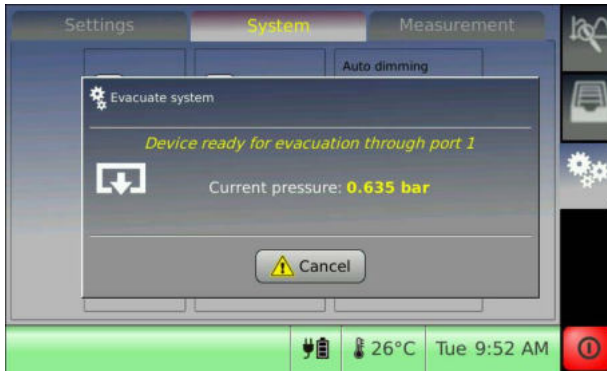 Settings
System
Measurement
Auto dimming
Evacuate system
Device ready for evacuation through port 1
Current pressure: 0.635 bar
Cancel
26°C
Tue 9:52 AM